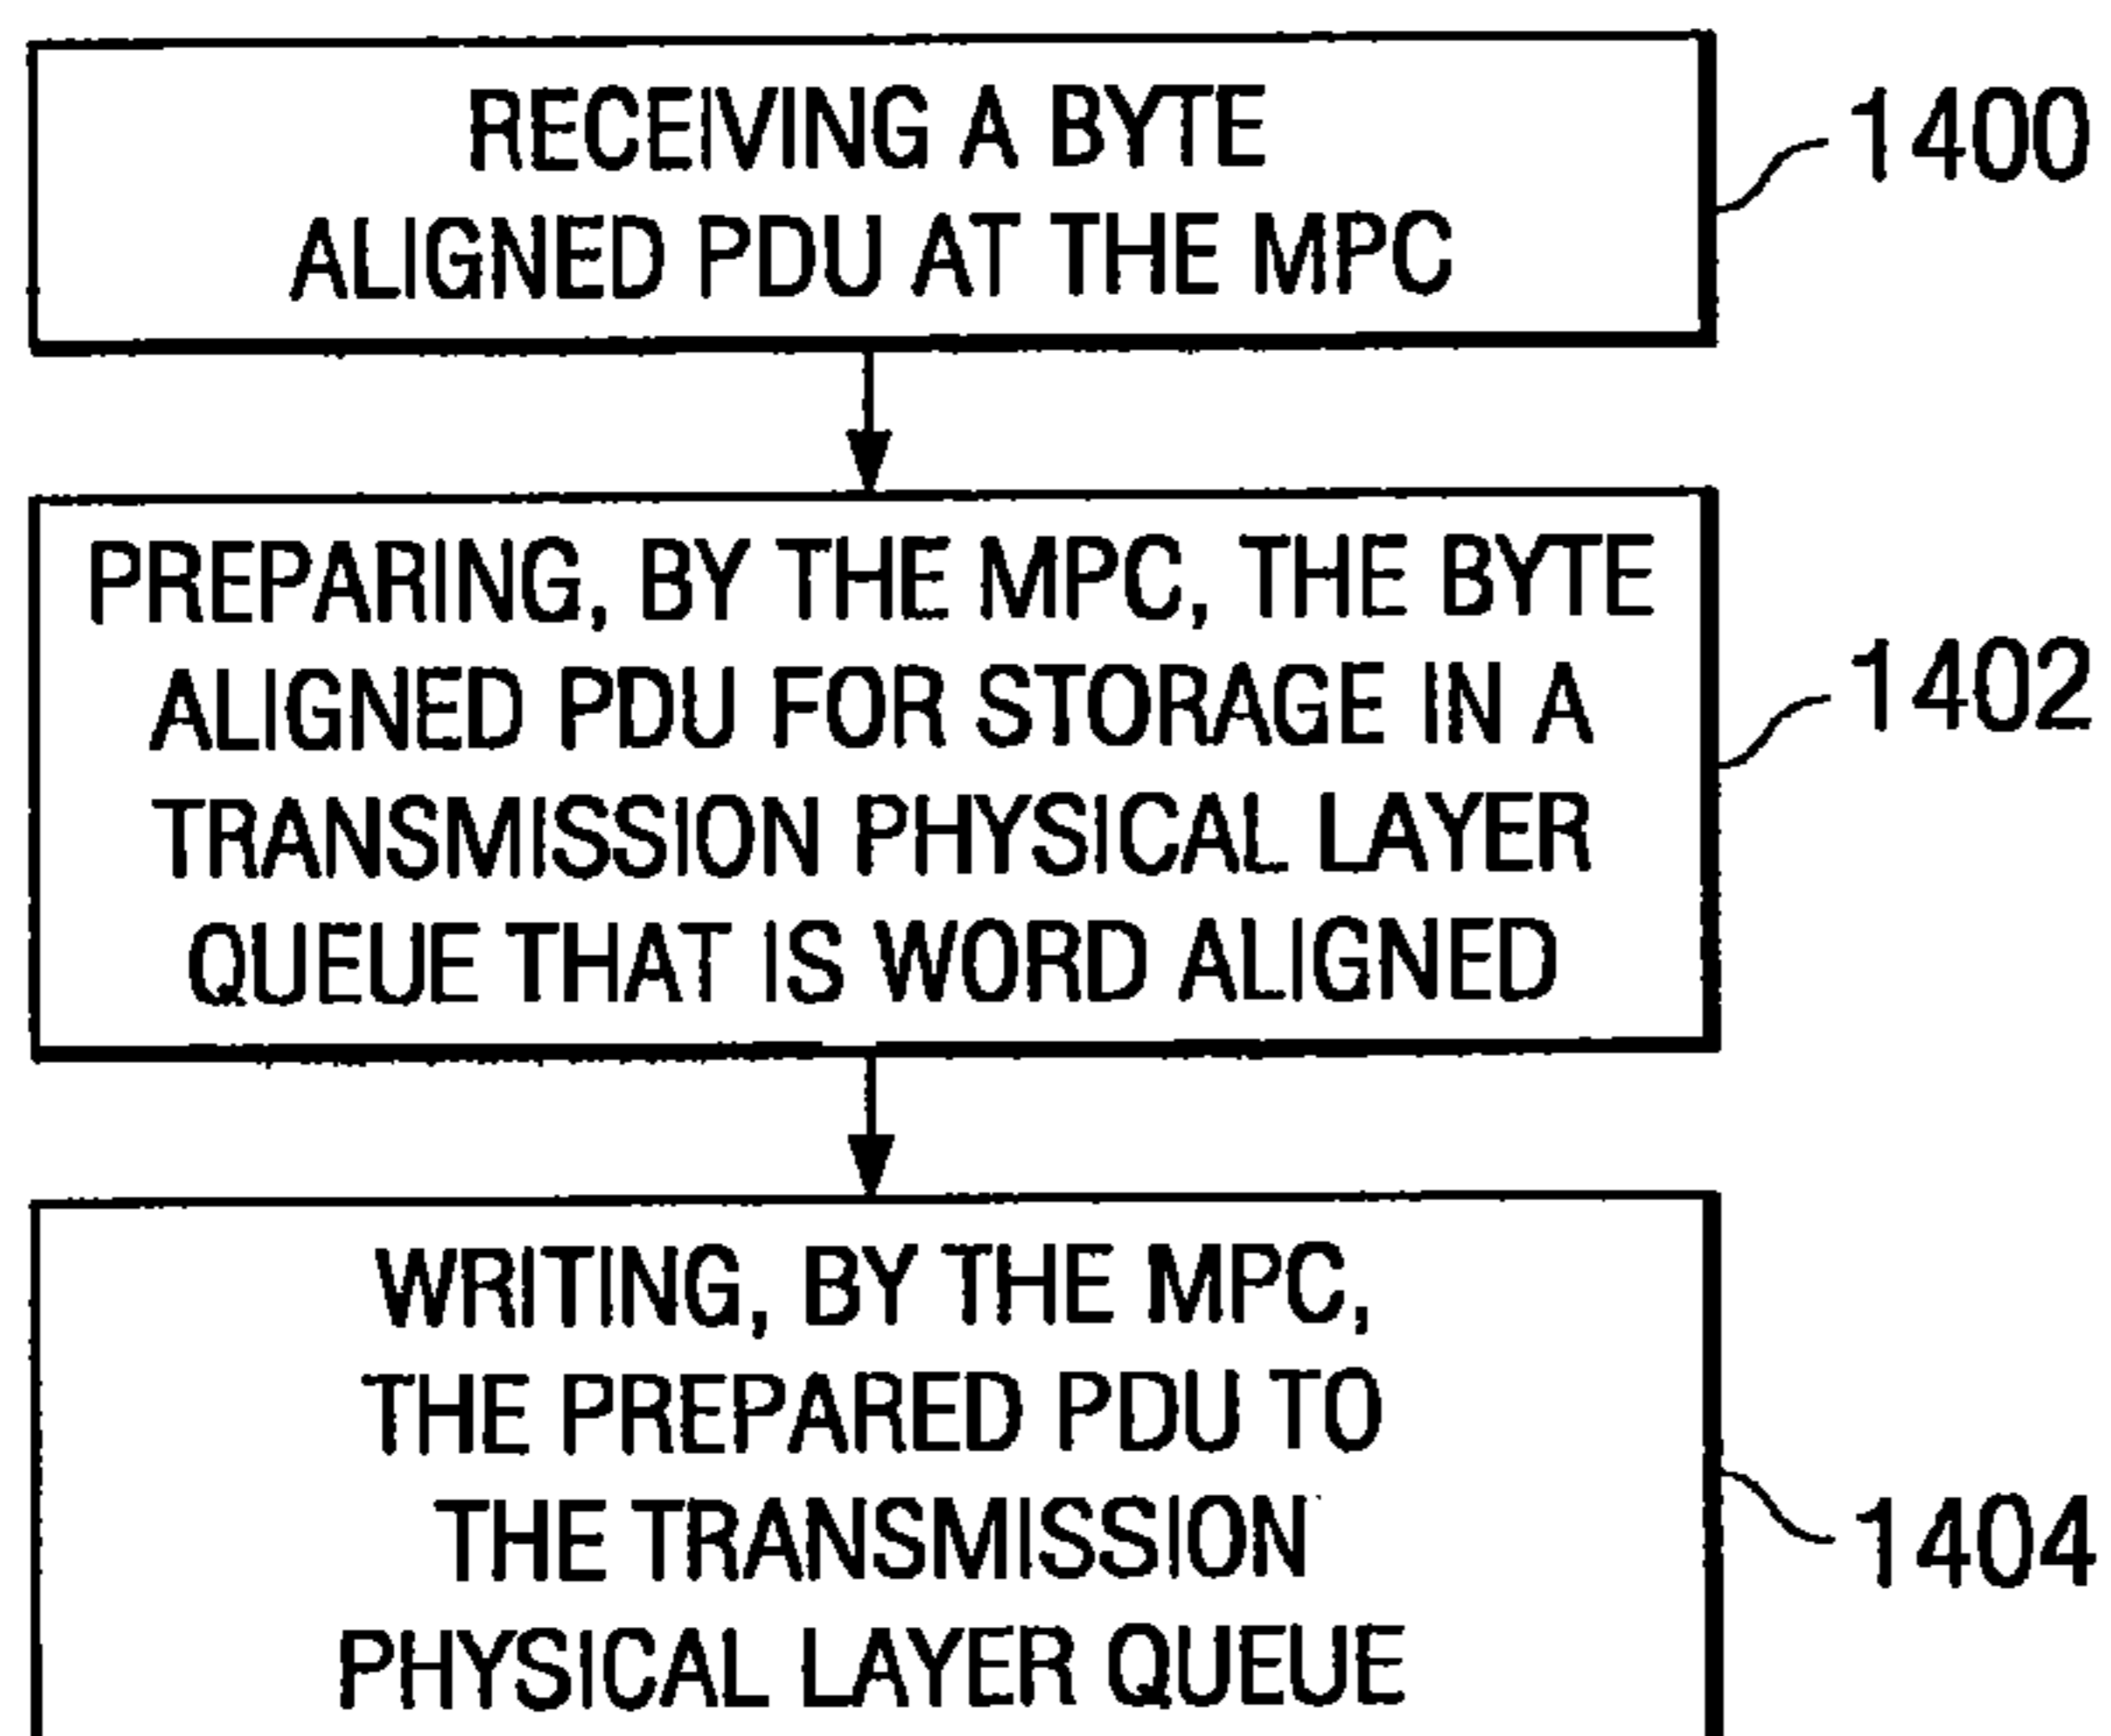 RECEIVING A BYTE
ALIGNED PDU AT THE MPC
1400
PREPARING, BY THE MPC, THE BYTE
ALIGNED PDU FOR STORAGE IN A
TRANSMISSION PHYSICAL LAYER
QUEUE THAT IS WORD ALIGNED
1402
WRITING, BY THE MPC,
THE PREPARED PDU TO
THE TRANSMISSION
PHYSICAL LAYER QUEUE
1404